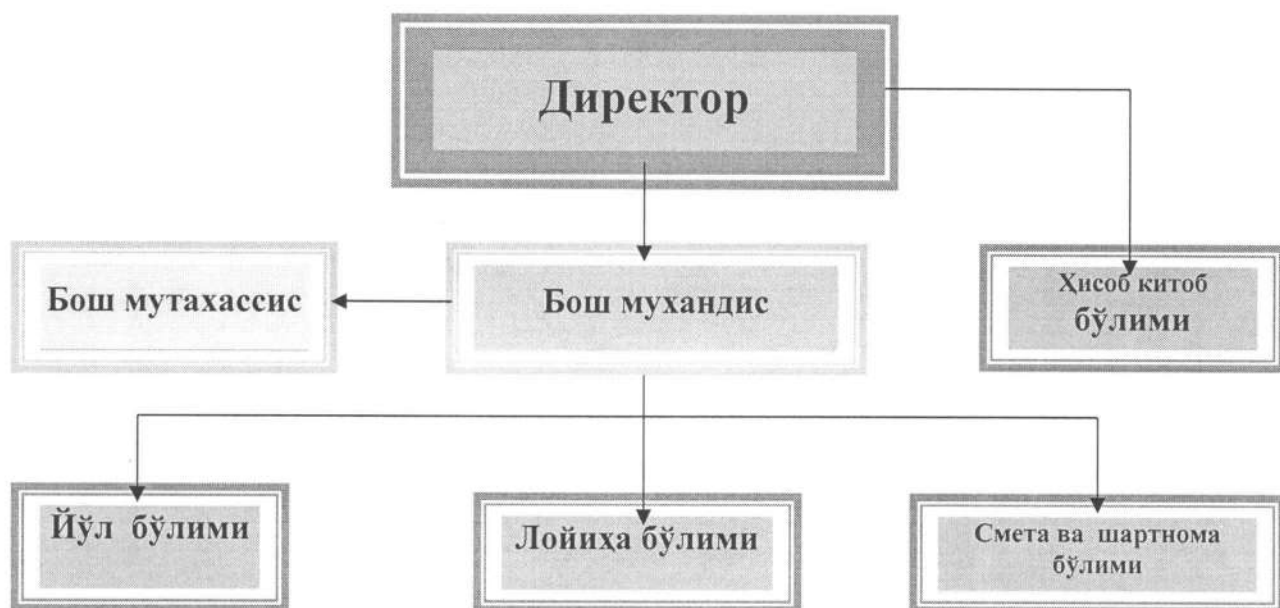 Директор
Бош мутахассис
Бош мухандис
Ҳисоб китоб
бўлими
Йўл бўлими
Лойиҳа бўлими
Смета ва шартнома
бўлими